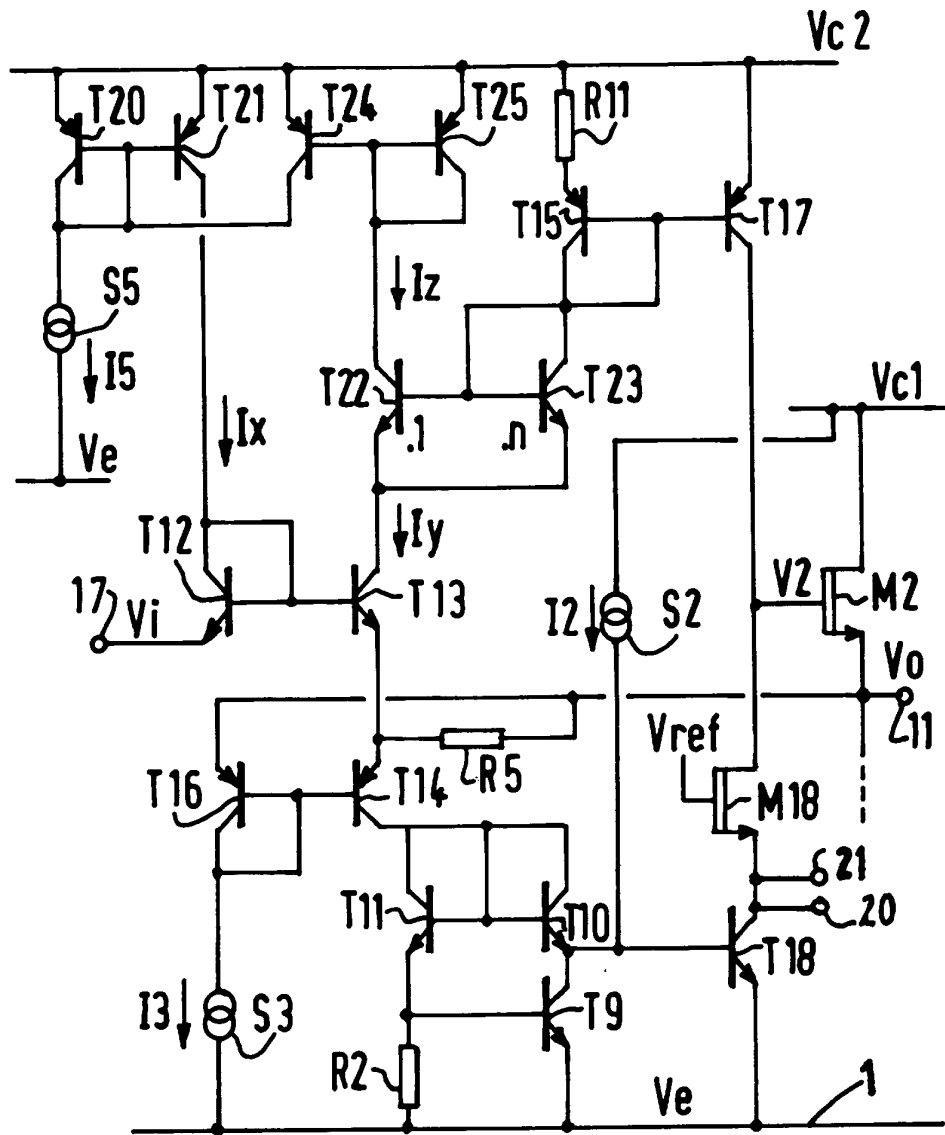 Vc2
T20 T21 T24 T25 R11
T15 T17
S5 Iz
I5
T22 T23 Vc1
Ix .1 .n
Ve
Iy
T12
17 Vi T13 I2 S2 V2 M2
Vo
11
Vref
T16 T14 R5 M18
21
T11 T10 20
T18
I3 S3 T9
R2
Ve 1